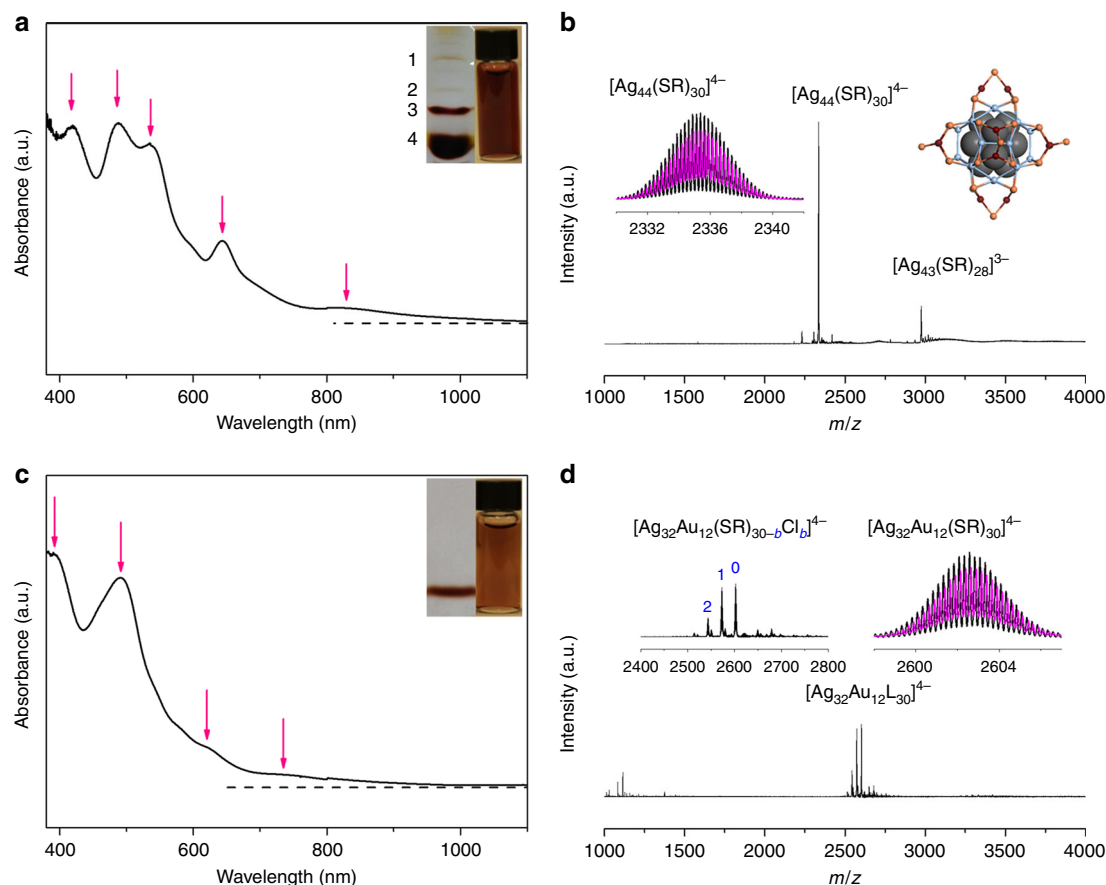 a
Absorbance (a.u.)
1
2
3
4
400 600 800 1000
Wavelength (nm)
b
Intensity (a.u.)
[Ag₄₄(SR)₃₀]⁴⁻
[Ag₄₄(SR)₃₀]⁴⁻
2332 2336 2340
[Ag₄₃(SR)₂₈]³⁻
1000 1500 2000 2500 3000 3500 4000
m/z
c
Absorbance (a.u.)
400 600 800 1000
Wavelength (nm)
d
Intensity (a.u.)
[Ag₃₂Au₁₂(SR)₃₀₋bClb]⁴⁻
[Ag₃₂Au₁₂(SR)₃₀]⁴⁻
2 1 0
2400 2500 2600 2700 2800
2600 2604
[Ag₃₂Au₁₂L₃₀]⁴⁻
1000 1500 2000 2500 3000 3500 4000
m/z